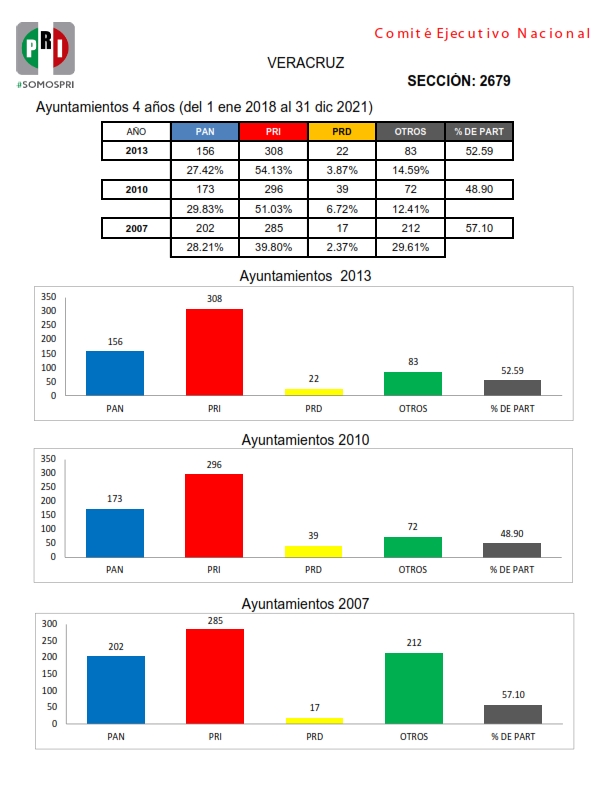 Comité Ejecutivo Nacional
PRI
#SOMOSPRI
VERACRUZ
SECCIÓN: 2679
Ayuntamientos 4 años (del 1 ene 2018 al 31 dic 2021)
AÑO PAN PRI PRD OTROS % DE PART
2013 156 308 22 83 52.59
27.42% 54.13% 3.87% 14.59%
2010 173 296 39 72 48.90
29.83% 51.03% 6.72% 12.41%
2007 202 285 17 212 57.10
28.21% 39.80% 2.37% 29.61%
Ayuntamientos 2013
350
300
250
200
150
100
50
0
156 308 22 83 52.59
PAN PRI PRD OTROS % DE PART
Ayuntamientos 2010
350
300
250
200
150
100
50
0
173 296 39 72 48.90
PAN PRI PRD OTROS % DE PART
Ayuntamientos 2007
300
250
200
150
100
50
0
202 285 17 212 57.10
PAN PRI PRD OTROS % DE PART